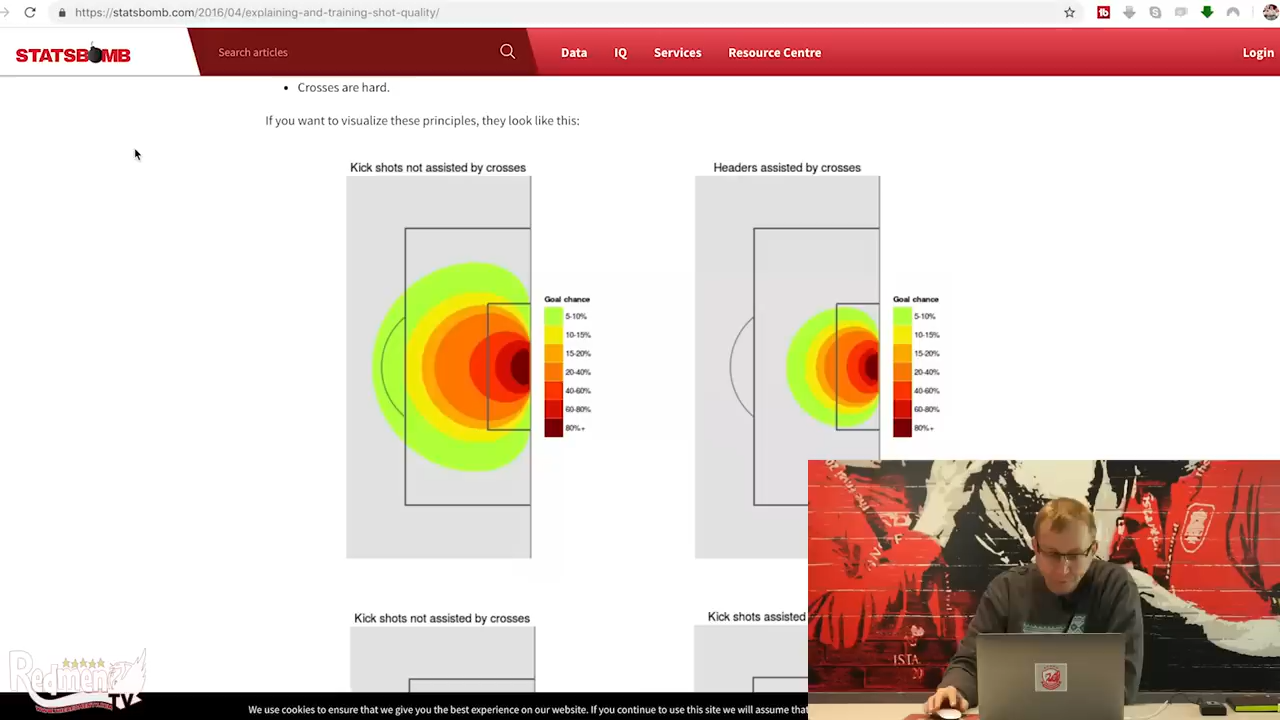 https://statsbomb.com/2016/04/explaining-and-training-shot-quality/
STATSBOMB
Search articles
Data
IQ
Services
Resource Centre
Login
Crosses are hard.
If you want to visualize these principles, they look like this:
Kick shots not assisted by crosses
Goal chance
5-10%
10-15%
15-20%
20-40%
40-60%
60-80%
80%+
Headers assisted by crosses
Goal chance
5-10%
10-15%
15-20%
20-40%
40-60%
60-80%
80%+
Kick shots not assisted by crosses
Kick shots assisted
ISTA
Redmen
TV
We use cookies to ensure that we give you the best experience on our website. If you continue to use this site we will assume that